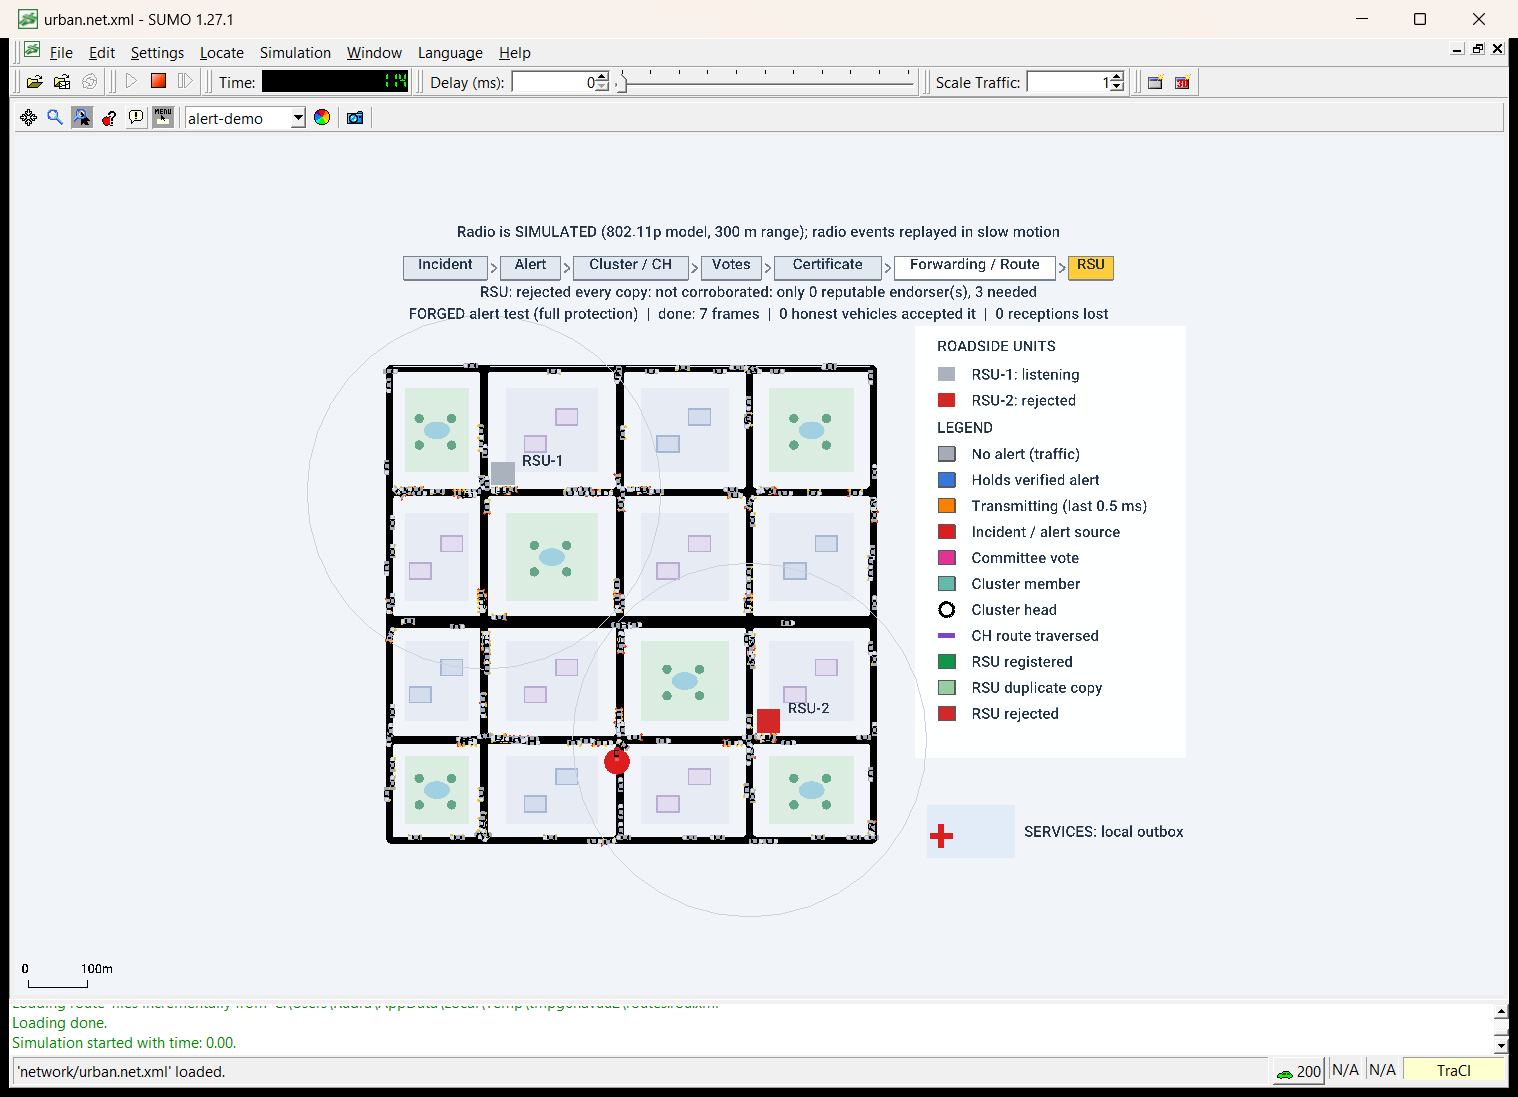 urban.net.xml - SUMO 1.27.1
File Edit Settings Locate Simulation Window Language Help
Time: 114 Delay (ms): 0 Scale Traffic: 1
MENU alert-demo
Radio is SIMULATED (802.11p model, 300 m range); radio events replayed in slow motion
Incident > Alert > Cluster / CH > Votes > Certificate > Forwarding / Route > RSU
RSU: rejected every copy: not corroborated: only 0 reputable endorser(s), 3 needed
FORGED alert test (full protection) | done: 7 frames | 0 honest vehicles accepted it | 0 receptions lost
ROADSIDE UNITS
RSU-1: listening
RSU-2: rejected
LEGEND
No alert (traffic)
Holds verified alert
Transmitting (last 0.5 ms)
Incident / alert source
Committee vote
Cluster member
Cluster head
CH route traversed
RSU registered
RSU duplicate copy
RSU rejected
RSU-1
RSU-2
SERVICES: local outbox
0 100m
Loading done.
Simulation started with time: 0.00.
'network/urban.net.xml' loaded.
200 N/A N/A TraCI